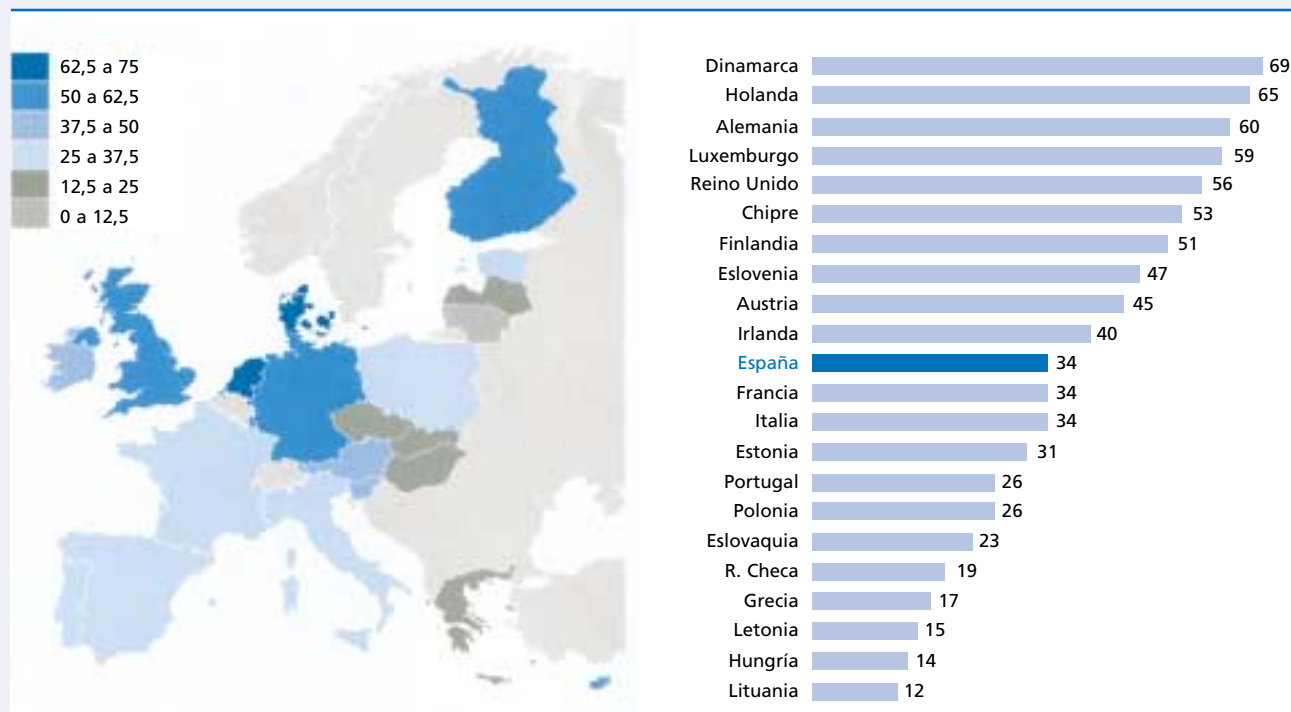 62,5 a 75
50 a 62,5
37,5 a 50
25 a 37,5
12,5 a 25
0 a 12,5
Dinamarca 69
Holanda 65
Alemania 60
Luxemburgo 59
Reino Unido 56
Chipre 53
Finlandia 51
Eslovenia 47
Austria 45
Irlanda 40
España 34
Francia 34
Italia 34
Estonia 31
Portugal 26
Polonia 26
Eslovaquia 23
R. Checa 19
Grecia 17
Letonia 15
Hungría 14
Lituania 12